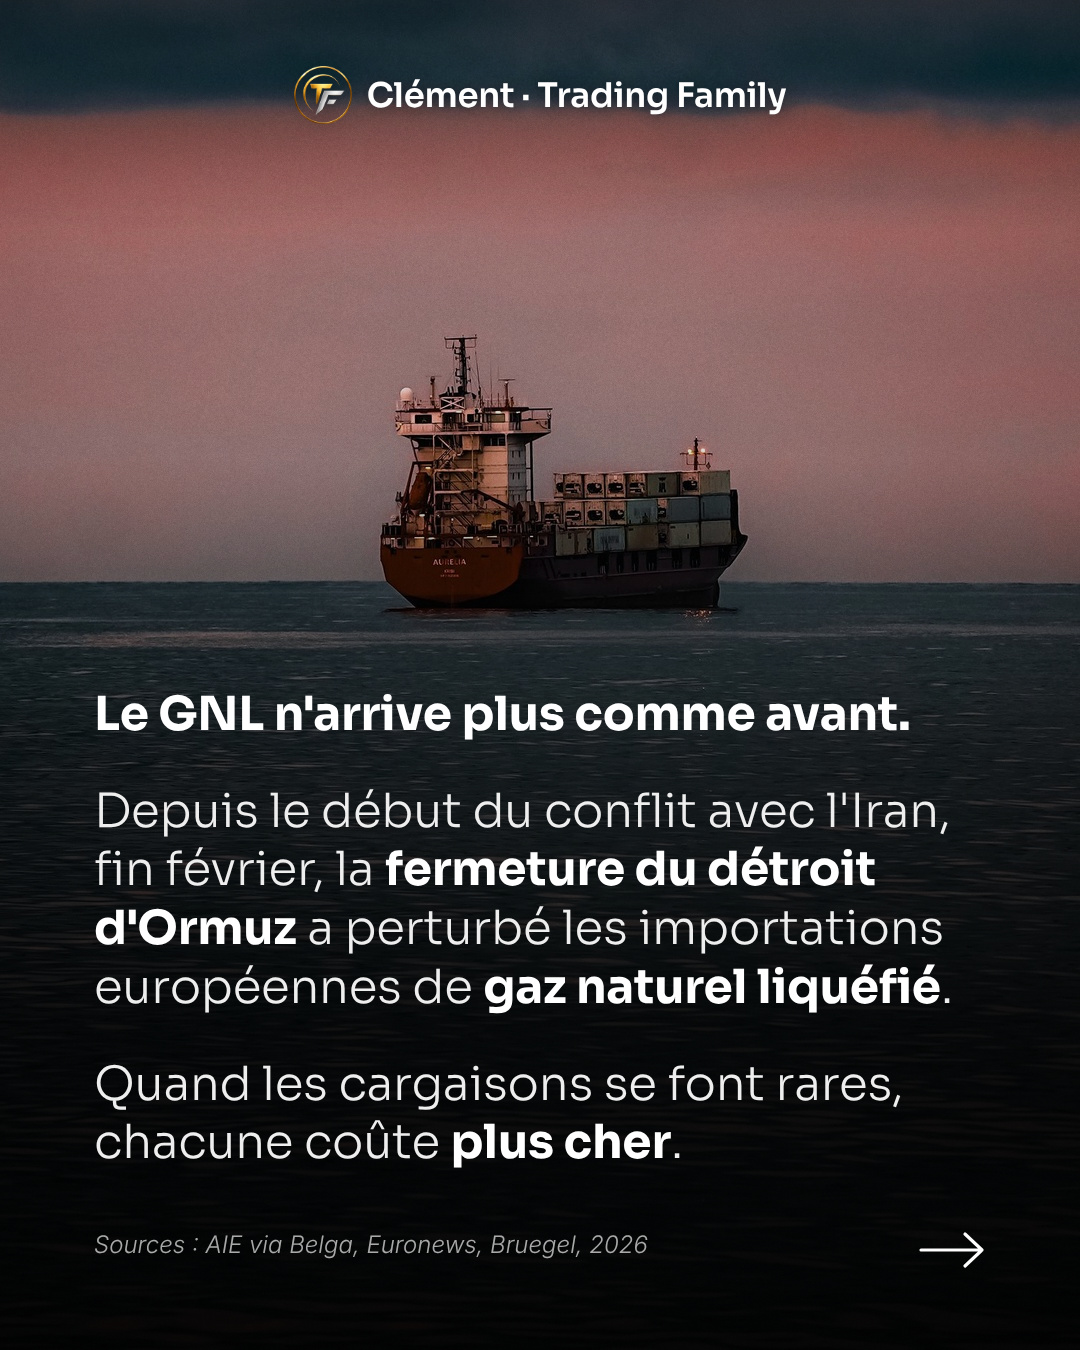 TF
Clément · Trading Family
AURELIA
Le GNL n'arrive plus comme avant.
Depuis le début du conflit avec l'Iran,
fin février, la fermeture du détroit
d'Ormuz a perturbé les importations
européennes de gaz naturel liquéfié.
Quand les cargaisons se font rares,
chacune coûte plus cher.
Sources : AIE via Belga, Euronews, Bruegel, 2026